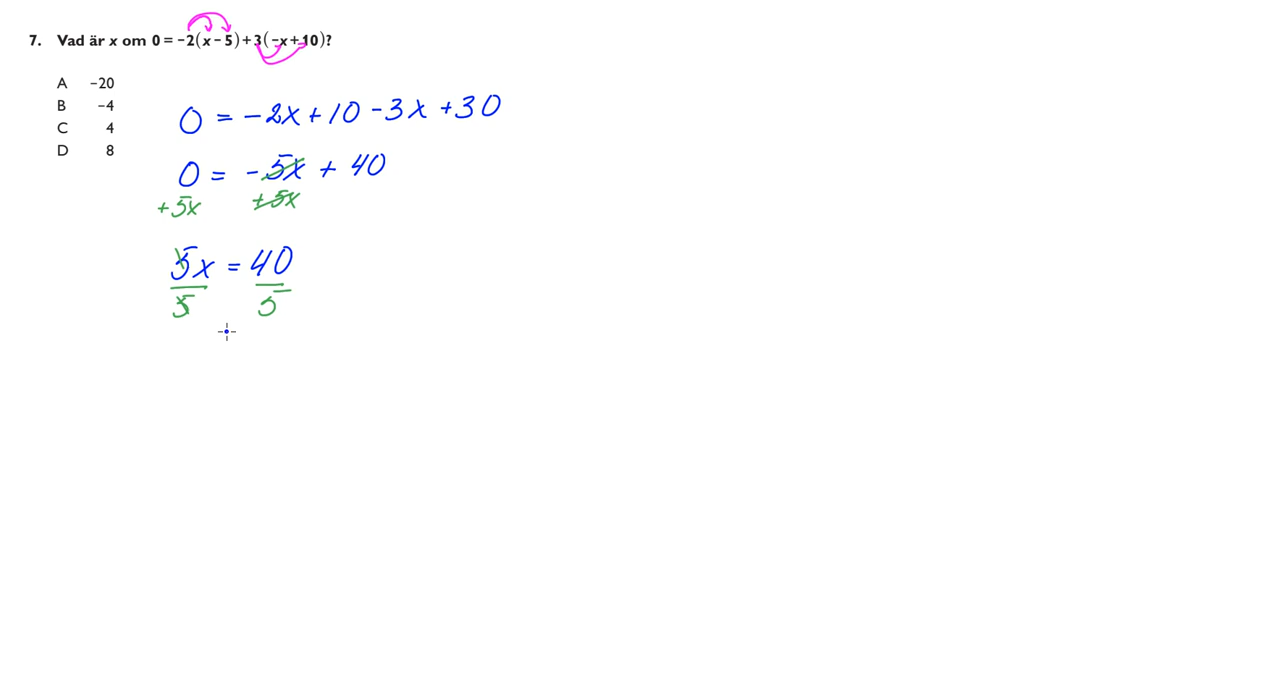 7. Vad är x om 0 = −2(x − 5) + 3(−x + 10)?
A −20
B −4
C 4
D 8
0 = −2x + 10 − 3x + 30
0 = −5x + 40
+5x +5x
5x = 40
5 5